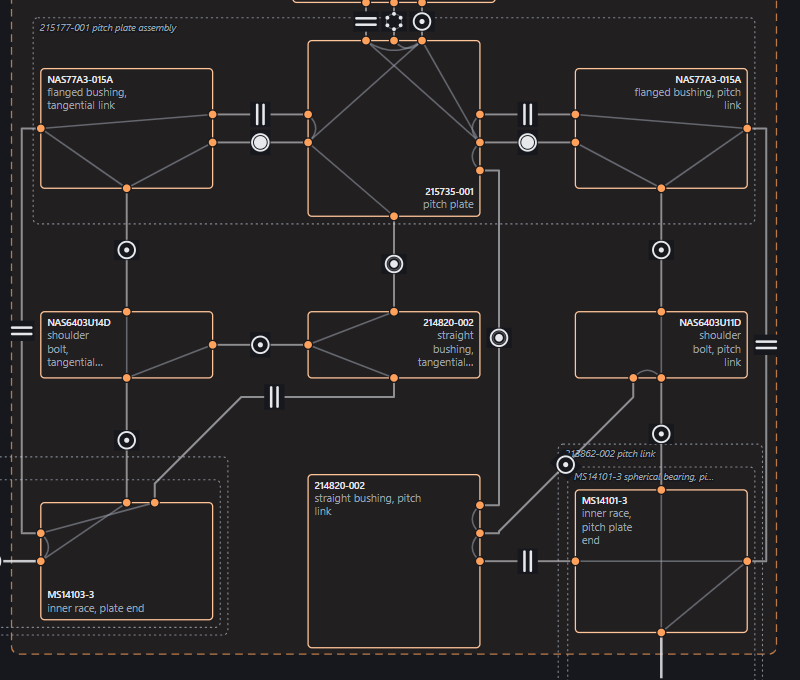 215177-001 pitch plate assembly
NAS77A3-015A
flanged bushing,
tangential link
215735-001
pitch plate
NAS77A3-015A
flanged bushing, pitch
link
NAS6403U14D
shoulder
bolt,
tangential...
214820-002
straight
bushing,
tangential...
NAS6403U11D
shoulder
bolt, pitch
link
213862-002 pitch link
MS14101-3 spherical bearing, pi...
214820-002
straight bushing, pitch
link
MS14101-3
inner race,
pitch plate
end
MS14103-3
inner race, plate end